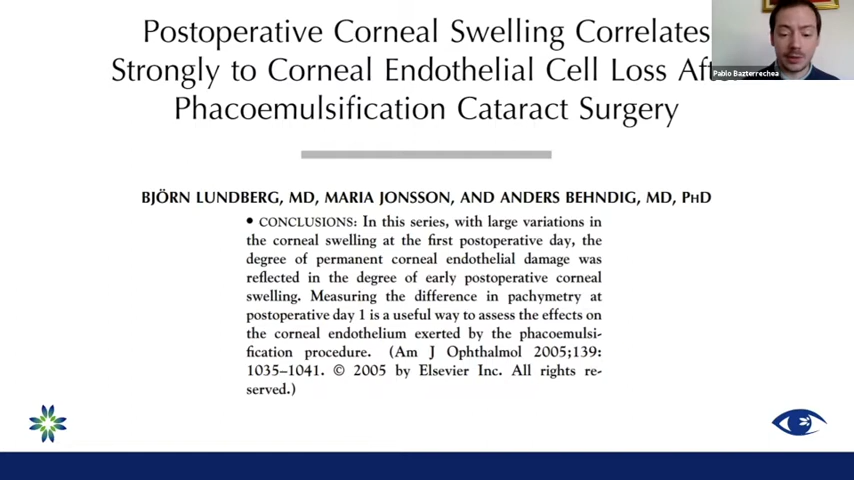 Postoperative Corneal Swelling Correlates
Strongly to Corneal Endothelial Cell Loss
Pablo Bazterrechea
Phacoemulsification Cataract Surgery
BJÖRN LUNDBERG, MD, MARIA JONSSON, AND ANDERS BEHNDIG, MD, PHD
• CONCLUSIONS: In this series, with large variations in
the corneal swelling at the first postoperative day, the
degree of permanent corneal endothelial damage was
reflected in the degree of early postoperative corneal
swelling. Measuring the difference in pachymetry at
postoperative day 1 is a useful way to assess the effects on
the corneal endothelium exerted by the phacoemulsi-
fication procedure. (Am J Ophthalmol 2005;139:
1035–1041. © 2005 by Elsevier Inc. All rights re-
served.)